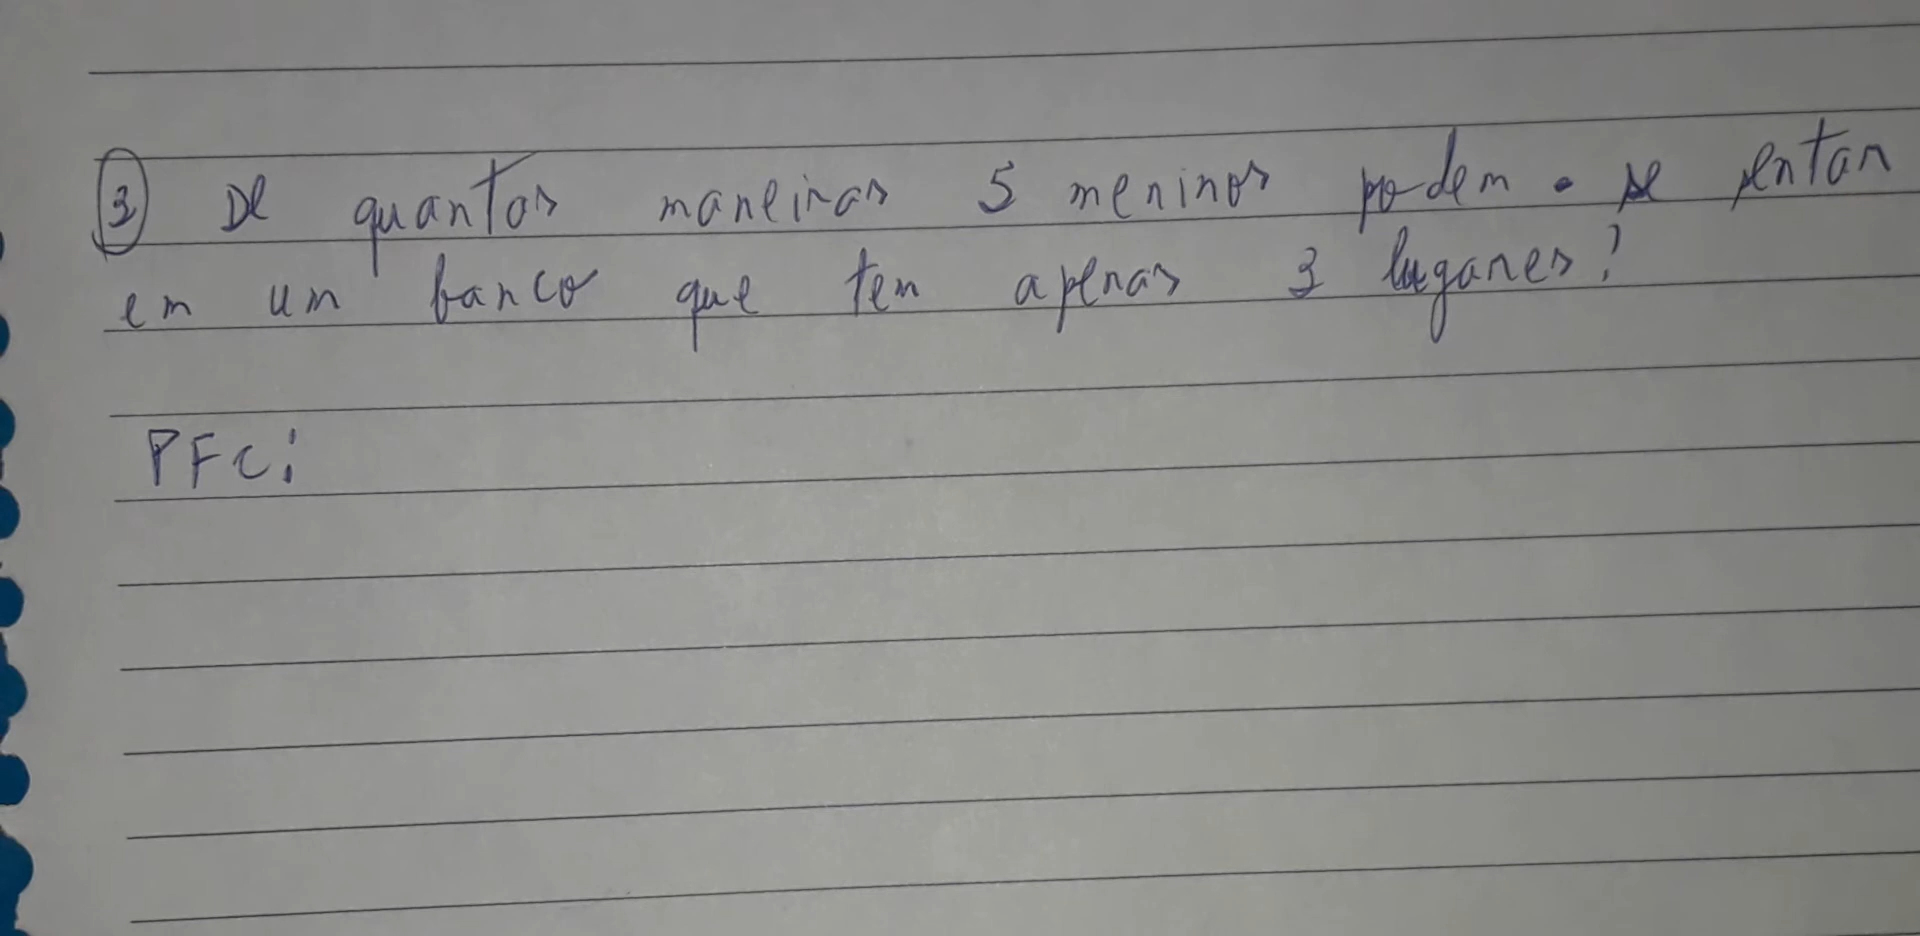 3 De quantas maneiras 5 meninos podem se sentar
em um banco que tem apenas 3 lugares?
PFC: